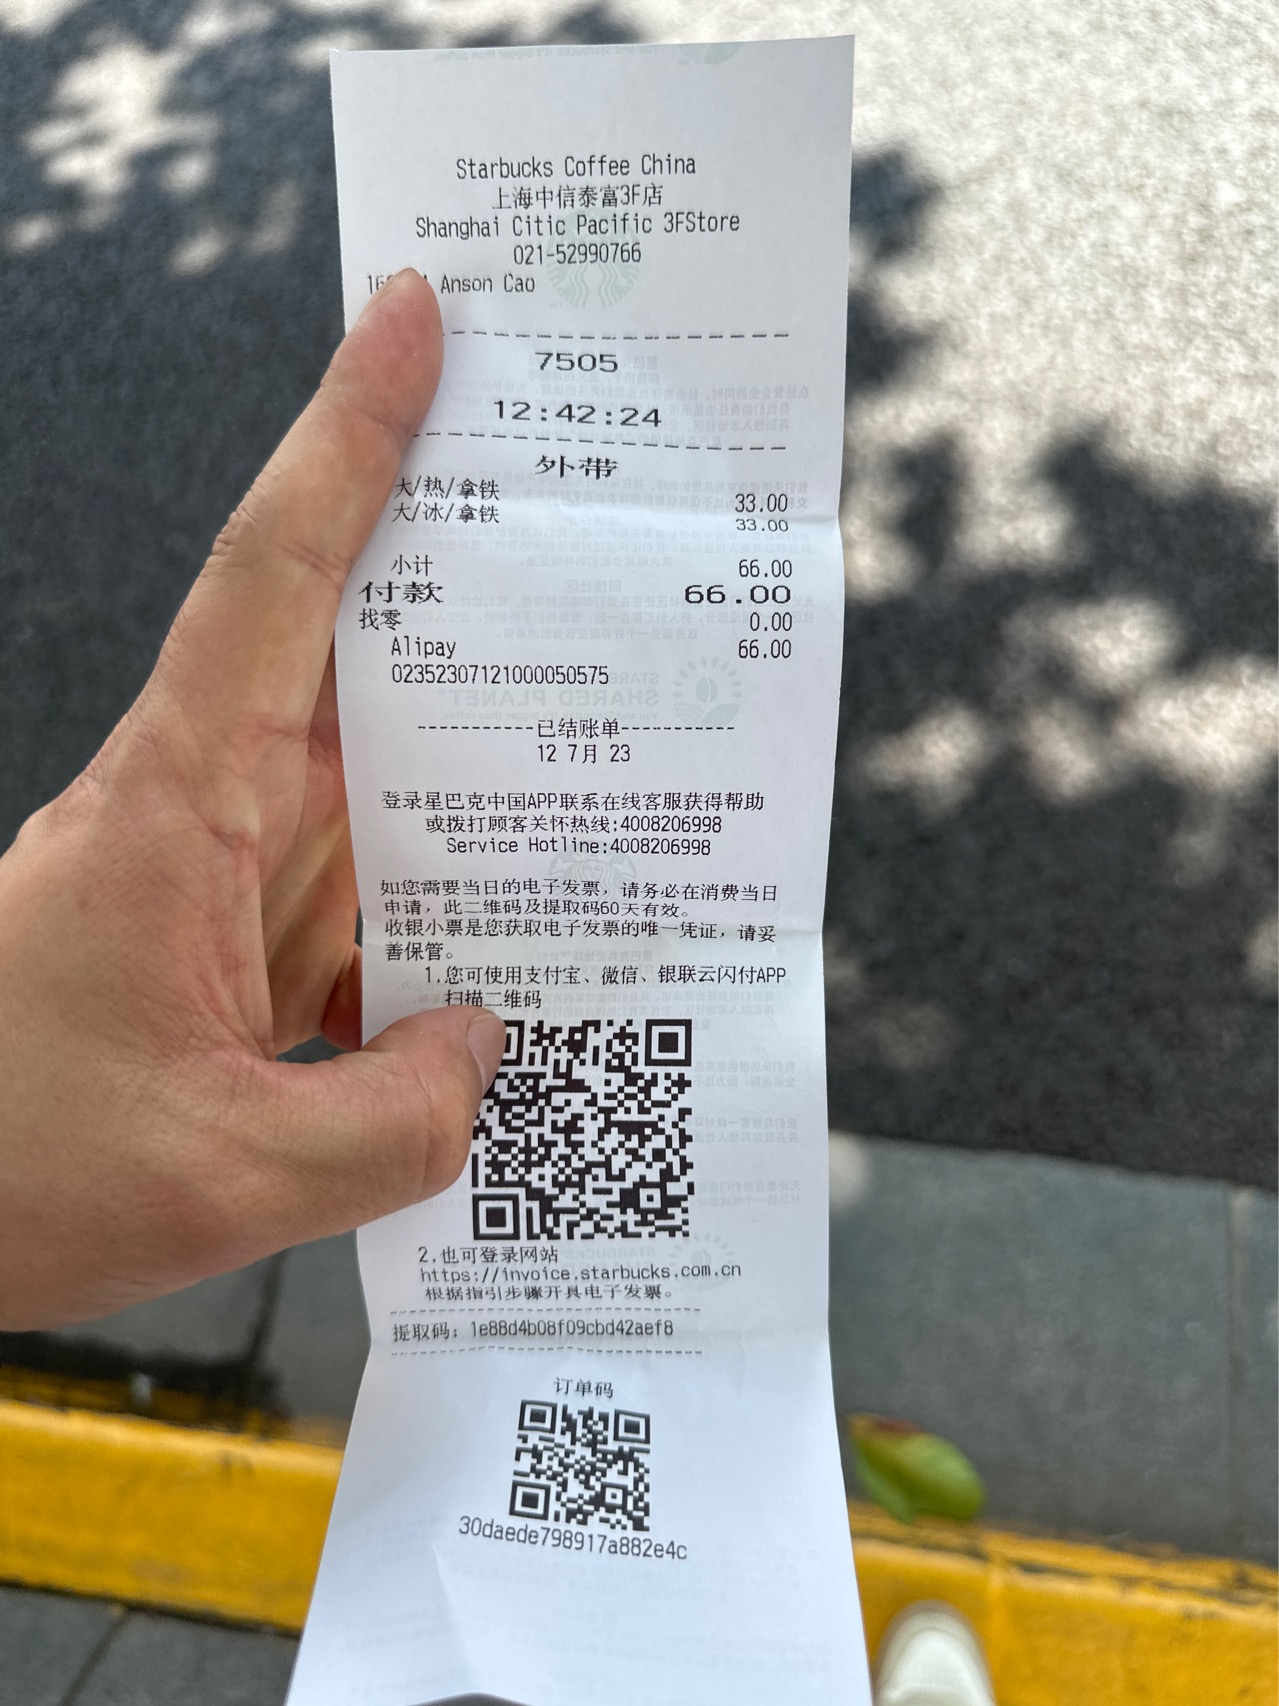 Starbucks Coffee China
上海中信泰富3F店
Shanghai Citic Pacific 3FStore
021-52990766
Anson Cao
7505
12:42:24
外带
大/热/拿铁 33.00
大/冰/拿铁 33.00
小计 66.00
付款 66.00
找零 0.00
Alipay 66.00
02352307121000050575
-----------已结账单-----------
12 7月 23
登录星巴克中国APP联系在线客服获得帮助
或拨打顾客关怀热线:4008206998
Service Hotline:4008206998
如您需要当日的电子发票，请务必在消费当日
申请，此二维码及提取码60天有效。
收银小票是您获取电子发票的唯一凭证，请妥
善保管。
1.您可使用支付宝、微信、银联云闪付APP
扫描二维码
2.也可登录网站
https://invoice.starbucks.com.cn
根据指引步骤开具电子发票。
提取码：1e88d4b08f09cbd42aef8
订单码
30daede798917a882e4c